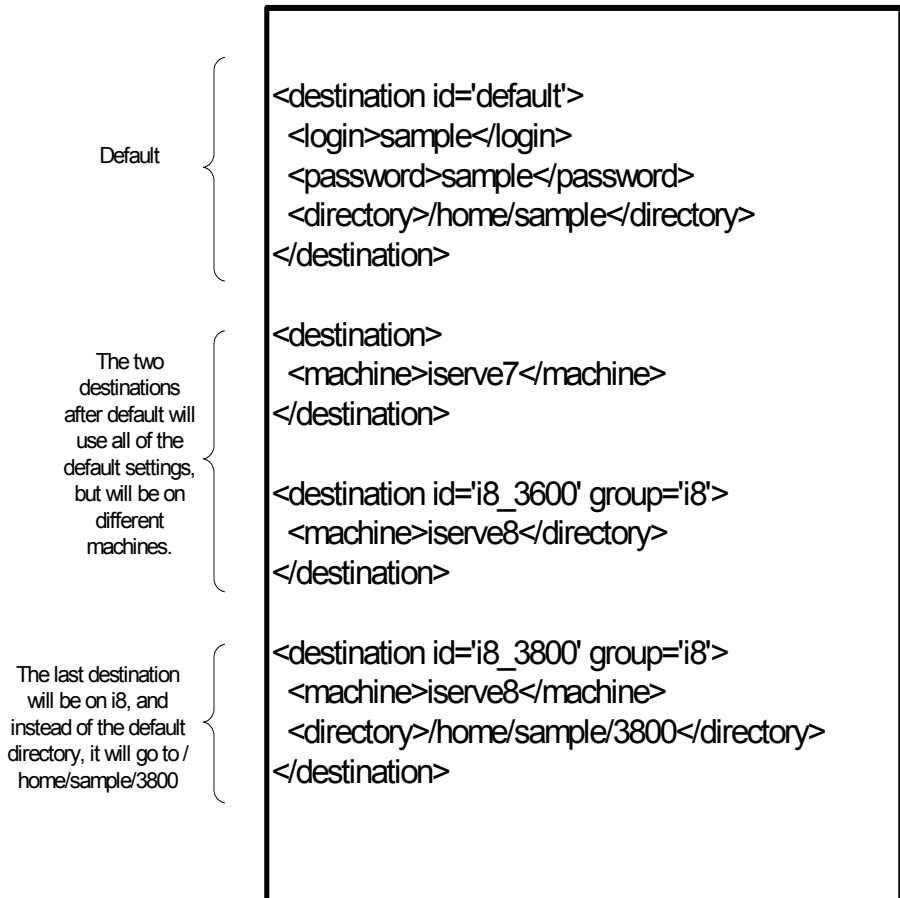 Default
<destination id='default'>
<login>sample</login>
<password>sample</password>
<directory>/home/sample</directory>
</destination>
The two
destinations
after default will
use all of the
default settings,
but will be on
different
machines.
<destination>
<machine>iserve7</machine>
</destination>
<destination id='i8_3600' group='i8'>
<machine>iserve8</directory>
</destination>
The last destination
will be on i8, and
instead of the default
directory, it will go to /
home/sample/3800
<destination id='i8_3800' group='i8'>
<machine>iserve8</machine>
<directory>/home/sample/3800</directory>
</destination>